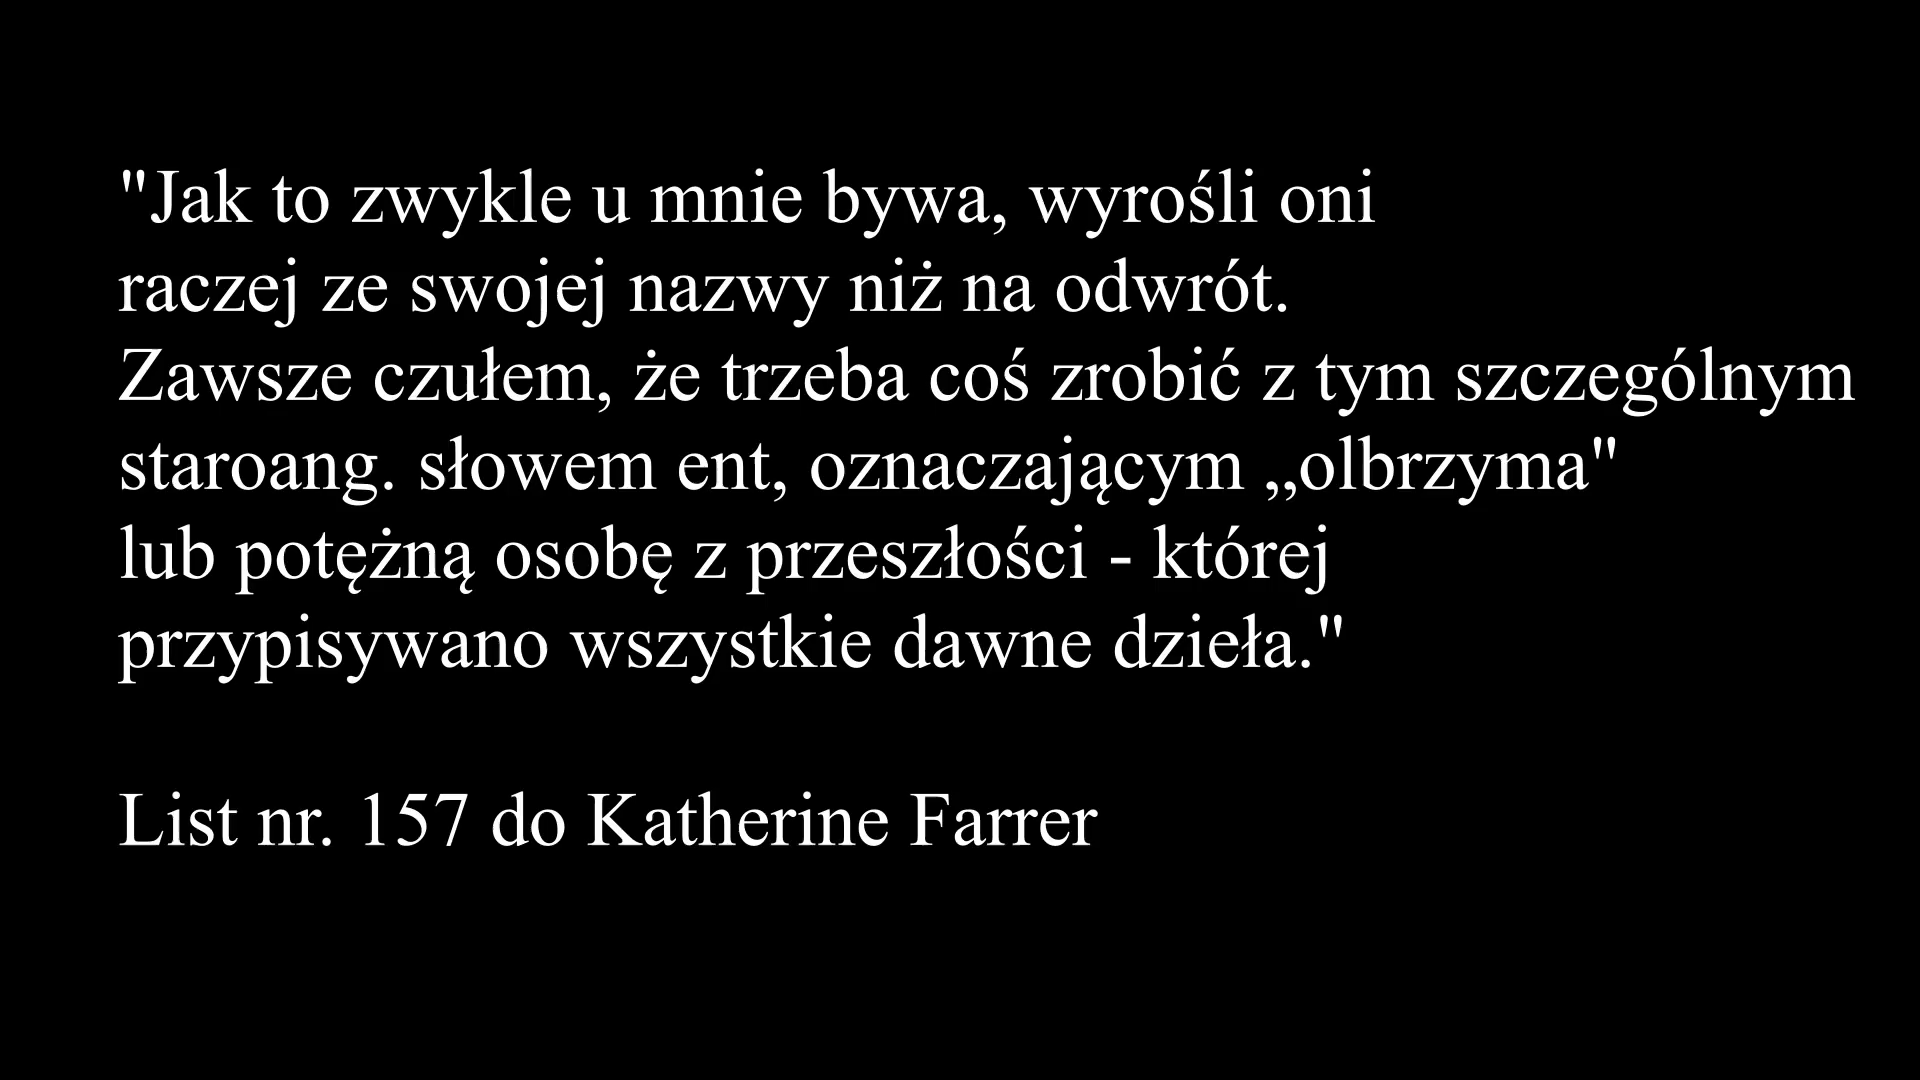 "Jak to zwykle u mnie bywa, wyrośli oni
raczej ze swojej nazwy niż na odwrót.
Zawsze czułem, że trzeba coś zrobić z tym szczególnym
staroang. słowem ent, oznaczającym „olbrzyma"
lub potężną osobę z przeszłości - której
przypisywano wszystkie dawne dzieła."
List nr. 157 do Katherine Farrer